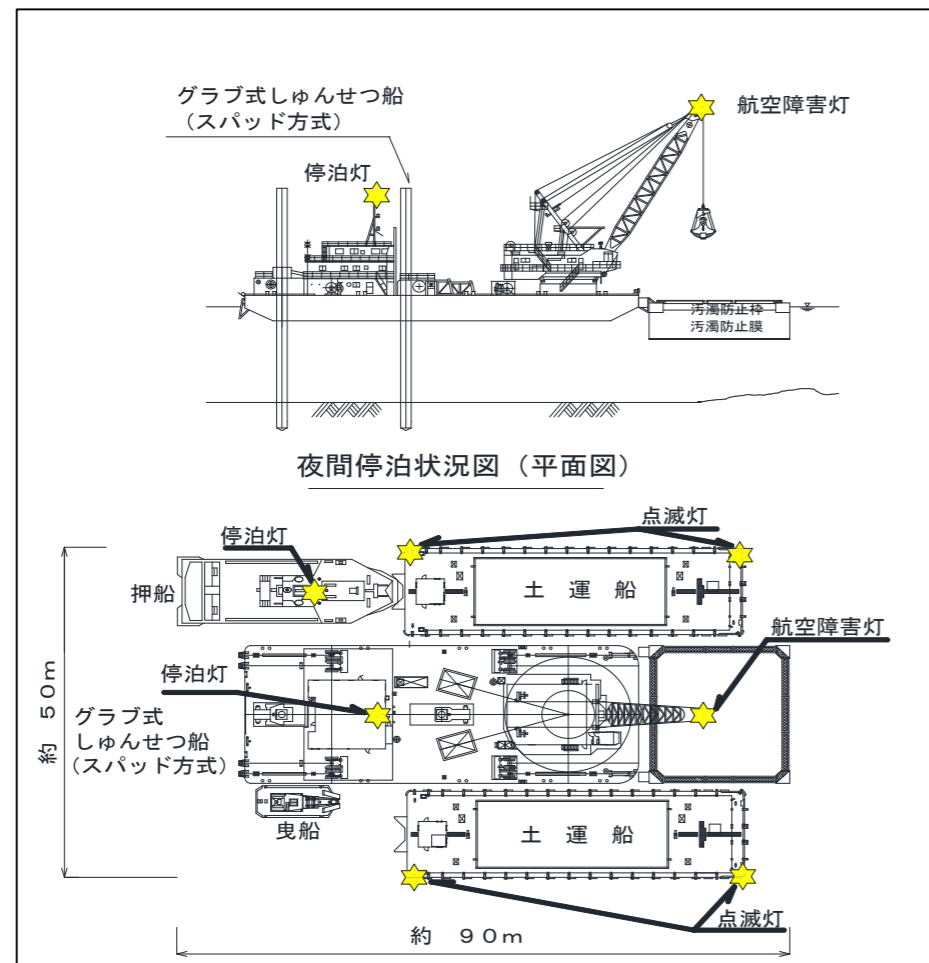 グラブ式しゅんせつ船
（スパッド方式）
航空障害灯
停泊灯
汚濁防止枠
汚濁防止膜
夜間停泊状況図（平面図）
点滅灯
停泊灯
押船
土運船
航空障害灯
停泊灯
グラブ式
しゅんせつ船
（スパッド方式）
約 50m
曳船
土運船
点滅灯
約 90m